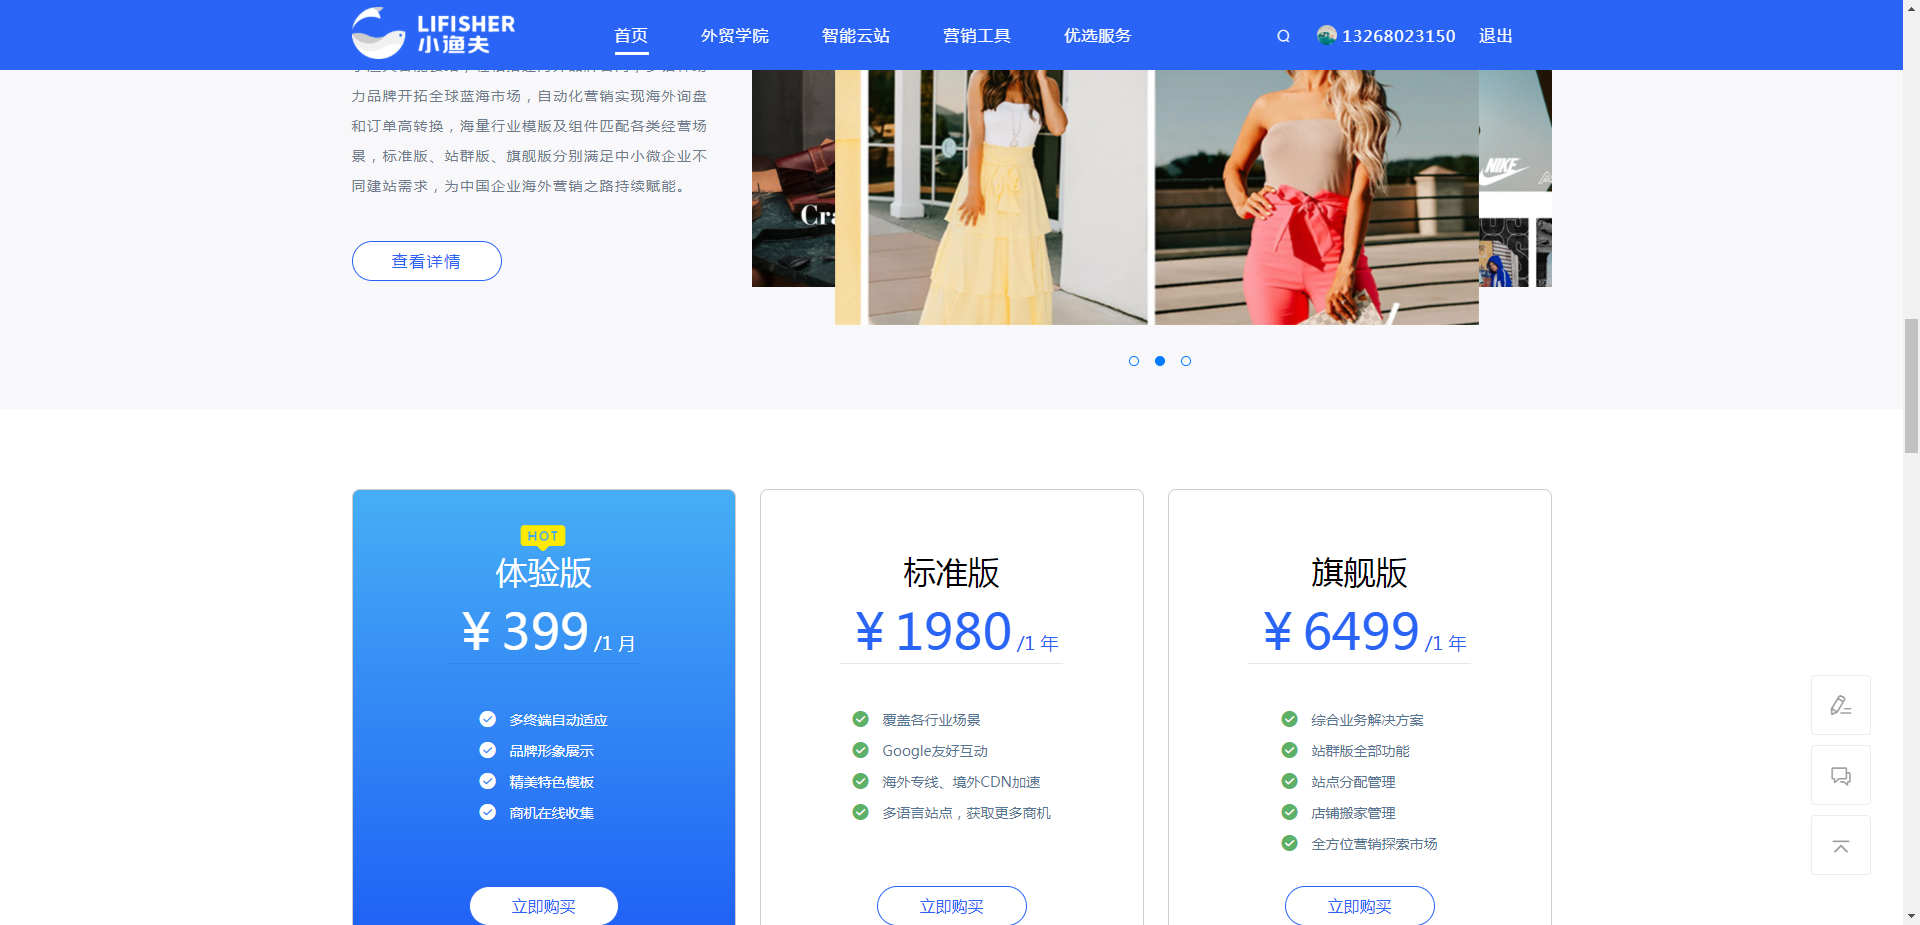 LIFISHER
小渔夫
首页
外贸学院
智能云站
营销工具
优选服务
13268023150
退出
力品牌开拓全球蓝海市场，自动化营销实现海外询盘
和订单高转换，海量行业模版及组件匹配各类经营场
景，标准版、站群版、旗舰版分别满足中小微企业不
同建站需求，为中国企业海外营销之路持续赋能。
查看详情
Cra
NIKE
HOT
体验版
¥ 399 /1 月
多终端自动适应
品牌形象展示
精美特色模板
商机在线收集
立即购买
标准版
¥ 1980 /1 年
覆盖各行业场景
Google友好互动
海外专线、境外CDN加速
多语言站点，获取更多商机
立即购买
旗舰版
¥ 6499 /1 年
综合业务解决方案
站群版全部功能
站点分配管理
店铺搬家管理
全方位营销探索市场
立即购买